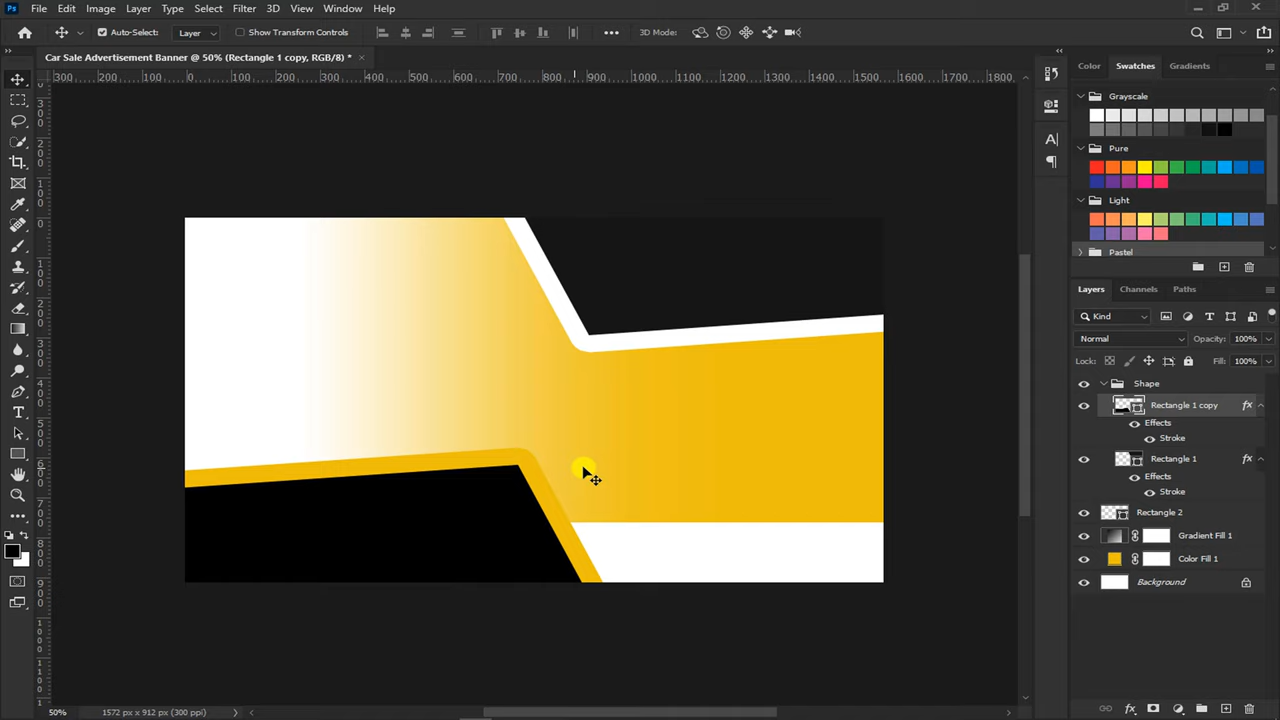 Ps File Edit Image Layer Type Select Filter 3D View Window Help
Auto-Select: Layer Show Transform Controls 3D Mode:
Car Sale Advertisement Banner @ 50% (Rectangle 1 copy, RGB/8) *
Color Swatches Gradients
300 200 100 0 100 200 300 400 500 600 700 800 900 1000 1100 1200 1300 1400 1500 1600 1700 1800
Grayscale
Pure
Light
Pastel
Layers Channels Paths
Kind
Normal Opacity: 100%
Lock: Fill: 100%
Shape
Rectangle 1 copy fx
Effects
Stroke
Rectangle 1 fx
Effects
Stroke
Rectangle 2
Gradient Fill 1
Color Fill 1
Background
50% 1572 px x 912 px (300 ppi)